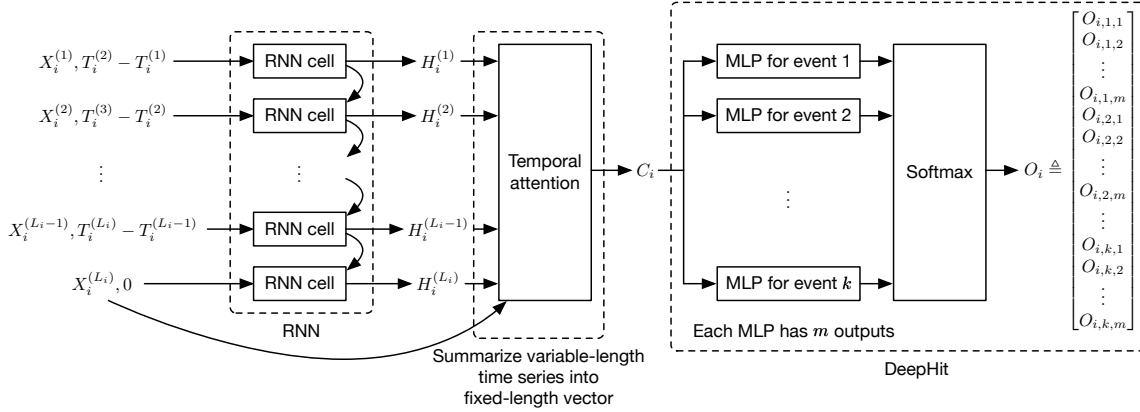 X_i^{(1)}, T_i^{(2)} − T_i^{(1)}
RNN cell
H_i^{(1)}
X_i^{(2)}, T_i^{(3)} − T_i^{(2)}
RNN cell
H_i^{(2)}
⋮
⋮
X_i^{(L_i−1)}, T_i^{(L_i)} − T_i^{(L_i−1)}
RNN cell
H_i^{(L_i−1)}
X_i^{(L_i)}, 0
RNN cell
H_i^{(L_i)}
RNN
Temporal
attention
Summarize variable-length
time series into
fixed-length vector
C_i
MLP for event 1
MLP for event 2
⋮
MLP for event k
Each MLP has m outputs
Softmax
DeepHit
O_i ≜
O_{i,1,1}
O_{i,1,2}
⋮
O_{i,1,m}
O_{i,2,1}
O_{i,2,2}
⋮
O_{i,2,m}
⋮
O_{i,k,1}
O_{i,k,2}
⋮
O_{i,k,m}